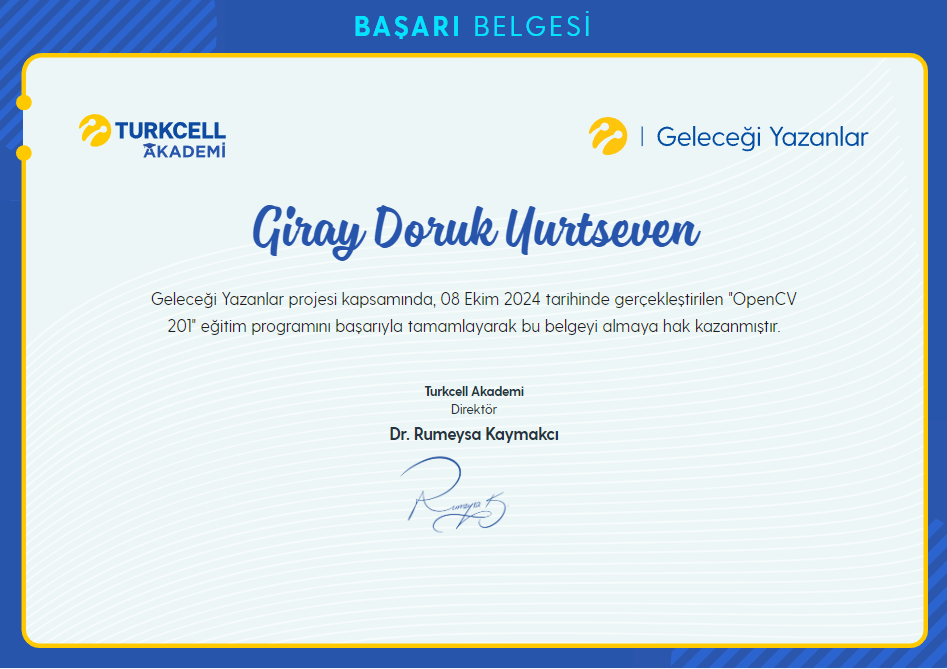 BAŞARI BELGESİ
TURKCELL
AKADEMİ
| Geleceği Yazanlar
Giray Doruk Yurtseven
Geleceği Yazanlar projesi kapsamında, 08 Ekim 2024 tarihinde gerçekleştirilen "OpenCV
201" eğitim programını başarıyla tamamlayarak bu belgeyi almaya hak kazanmıştır.
Turkcell Akademi
Direktör
Dr. Rumeysa Kaymakcı
Rumeysa K